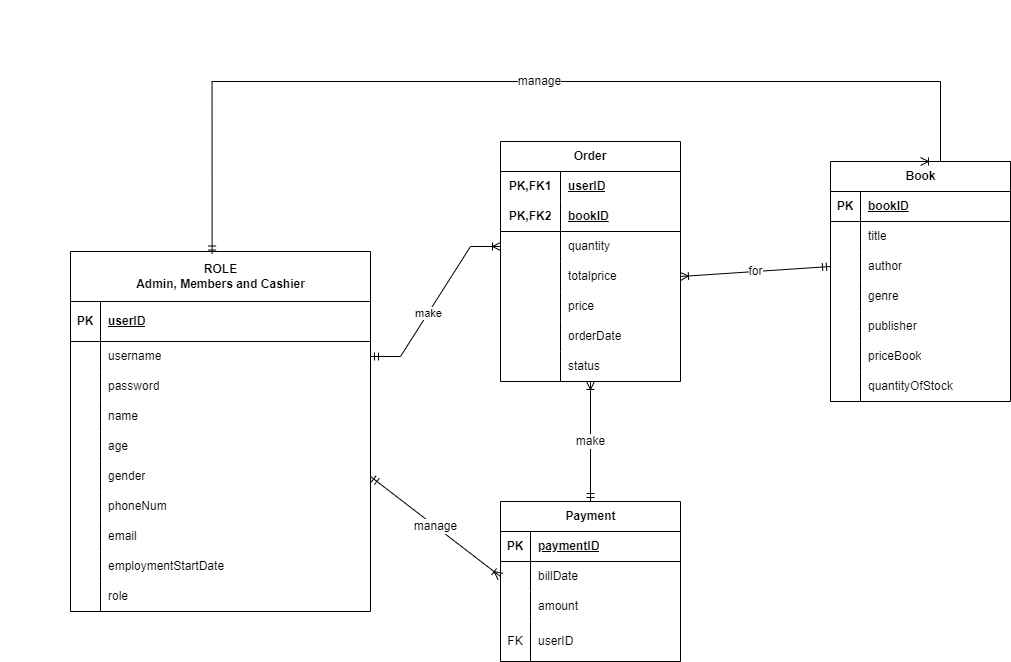 manage
Order
PK,FK1 userID
PK,FK2 bookID
quantity
totalprice
price
orderDate
status
Book
PK bookID
title
author
genre
publisher
priceBook
quantityOfStock
for
ROLE
Admin, Members and Cashier
PK userID
username
password
name
age
gender
phoneNum
email
employmentStartDate
role
make
make
manage
Payment
PK paymentID
billDate
amount
FK userID